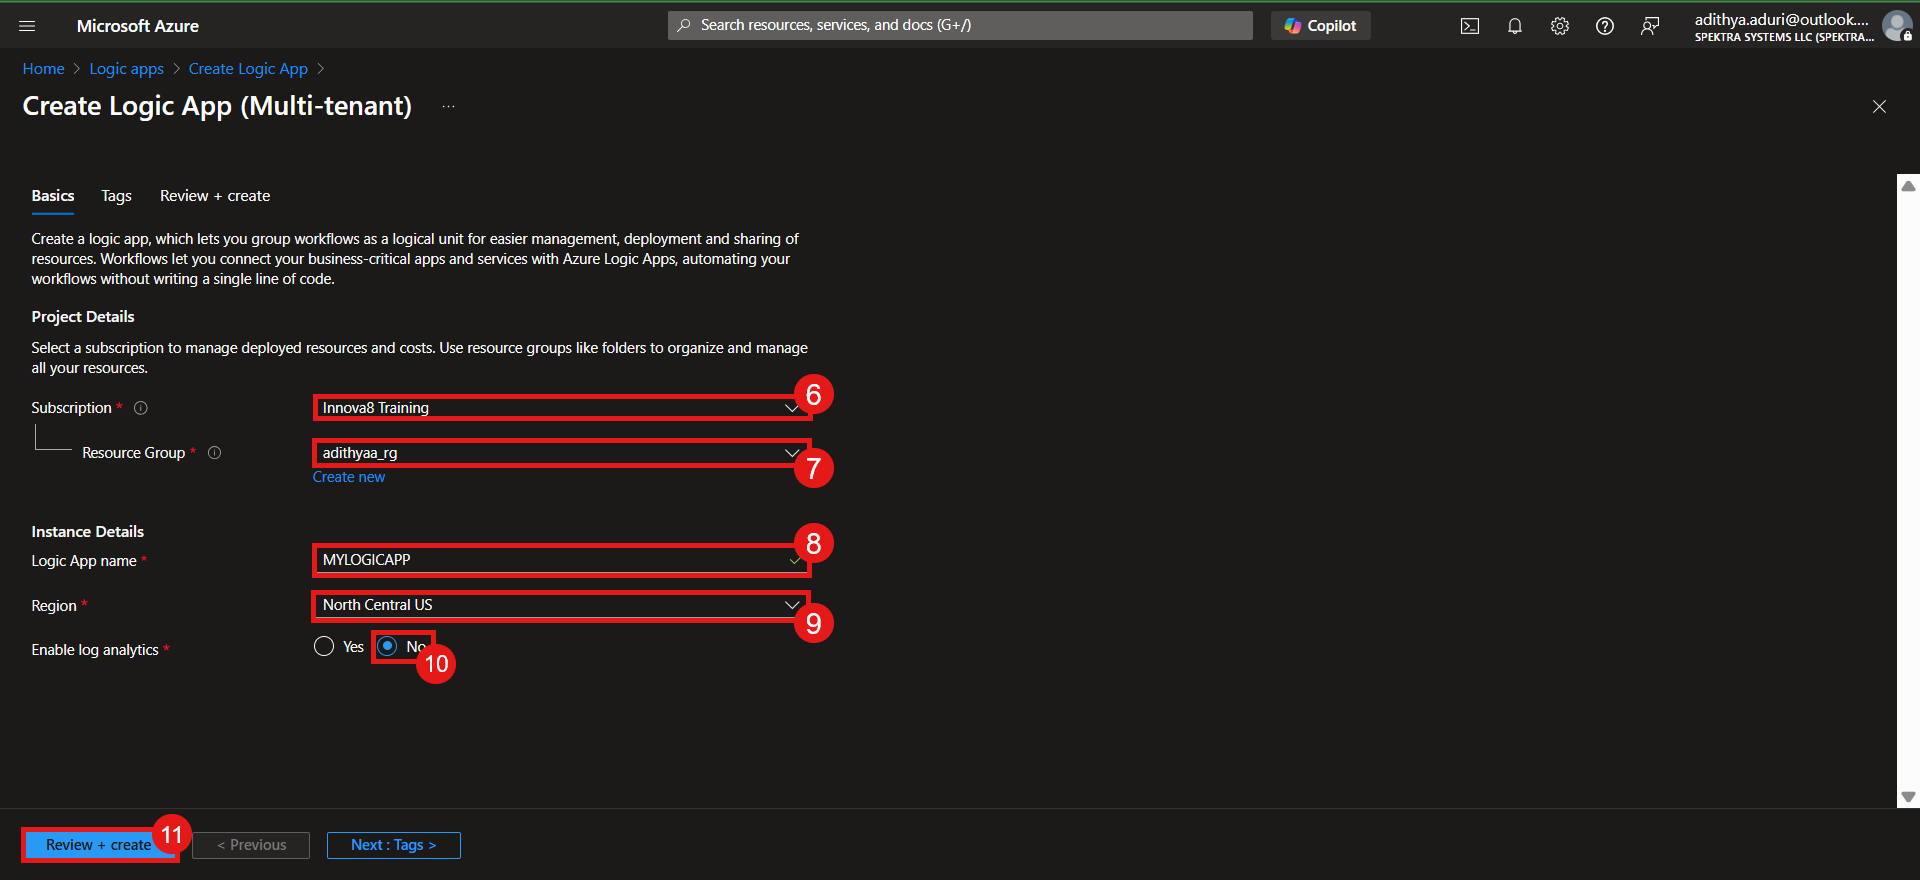 Microsoft Azure
Search resources, services, and docs (G+/)
Copilot
adithya.aduri@outlook....
SPEKTRA SYSTEMS LLC (SPEKTRA...
Home > Logic apps > Create Logic App >
Create Logic App (Multi-tenant) ...
Basics Tags Review + create
Create a logic app, which lets you group workflows as a logical unit for easier management, deployment and sharing of
resources. Workflows let you connect your business-critical apps and services with Azure Logic Apps, automating your
workflows without writing a single line of code.
Project Details
Select a subscription to manage deployed resources and costs. Use resource groups like folders to organize and manage
all your resources.
Subscription * Innova8 Training 6
Resource Group * adithyaa_rg 7
Create new
Instance Details
Logic App name * MYLOGICAPP 8
Region * North Central US 9
Enable log analytics * Yes No 10
Review + create 11 < Previous Next : Tags >